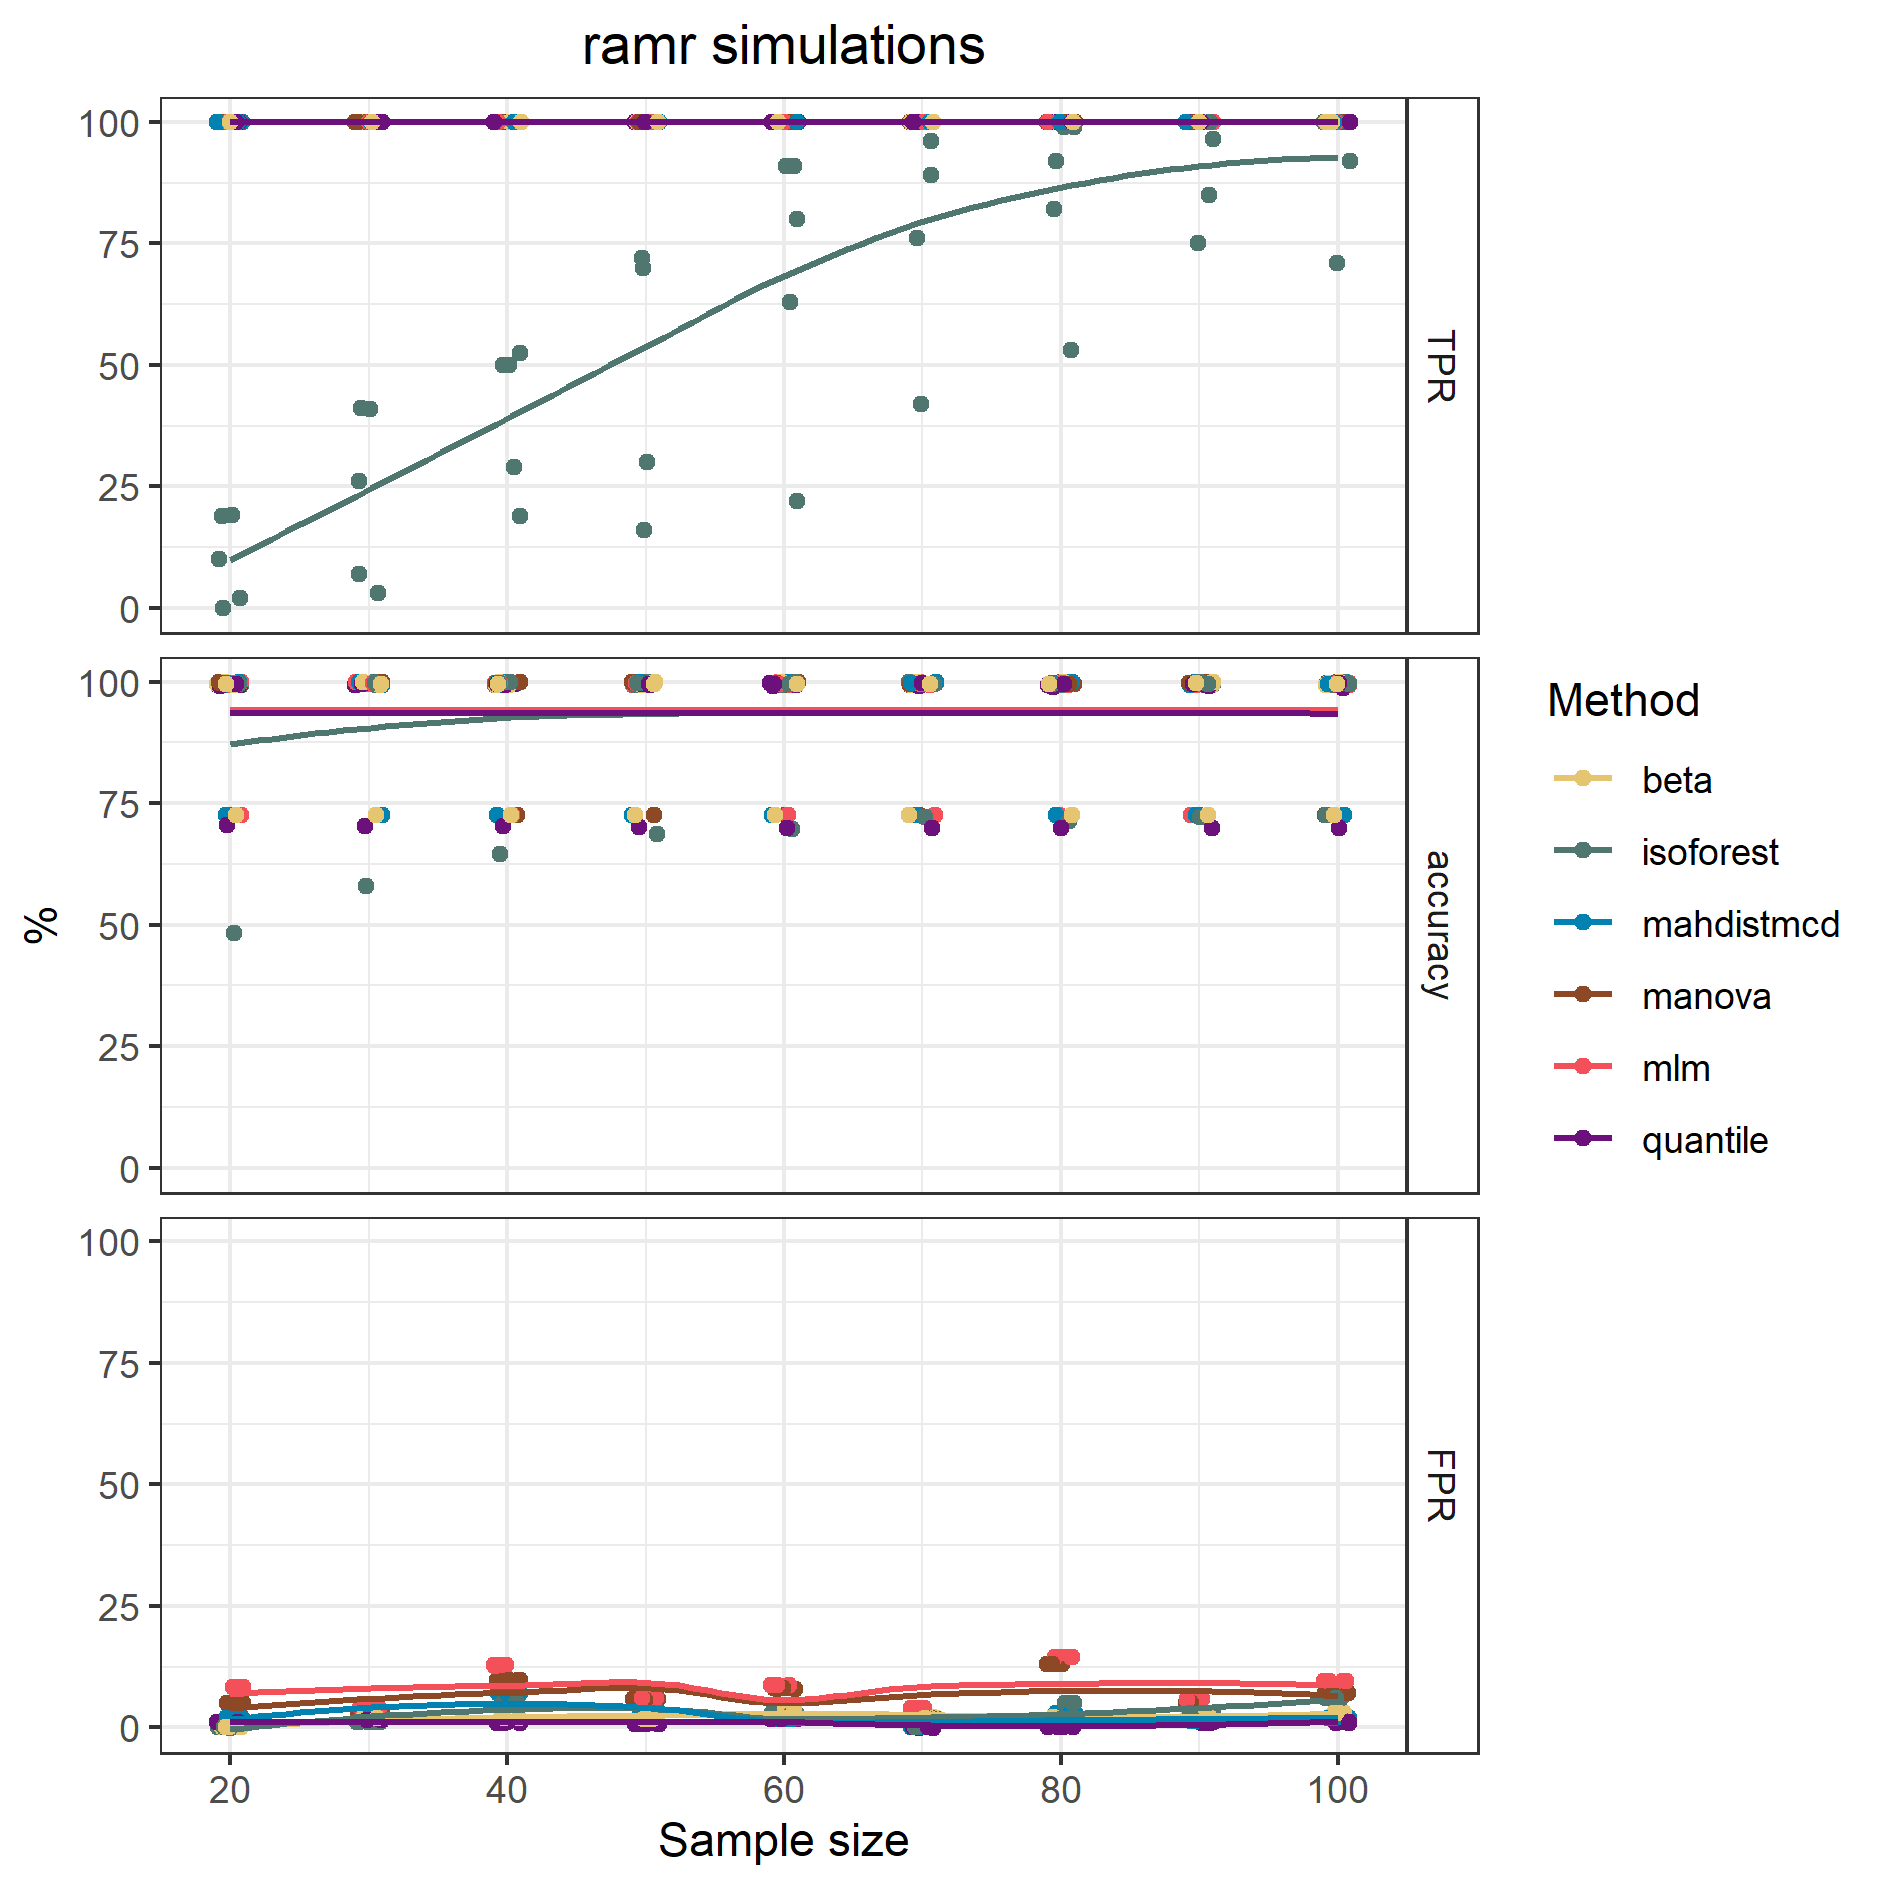 ramr simulations
100
75
50
25
0
TPR
100
75
50
25
0
accuracy
100
75
50
25
0
FPR
%
20 40 60 80 100
Sample size
Method
beta
isoforest
mahdistmcd
manova
mlm
quantile